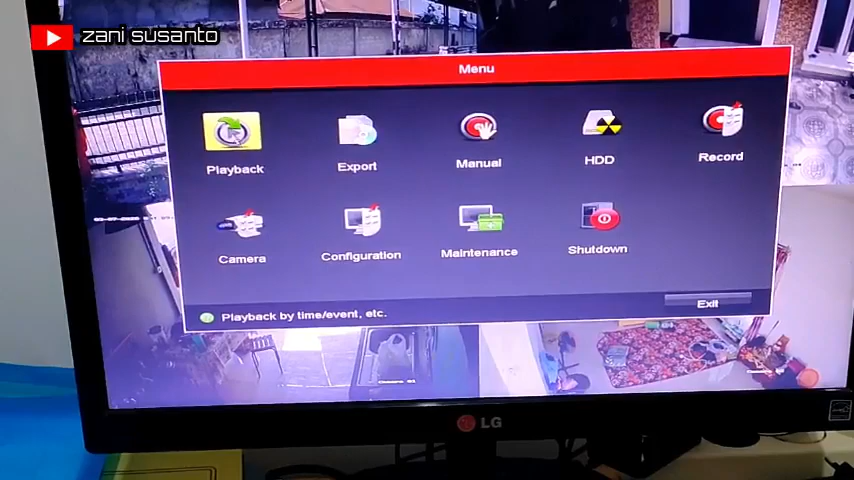 zani susanto
Menu
Playback
Export
Manual
HDD
Record
Camera
Configuration
Maintenance
Shutdown
Playback by time/event, etc.
Exit
LG